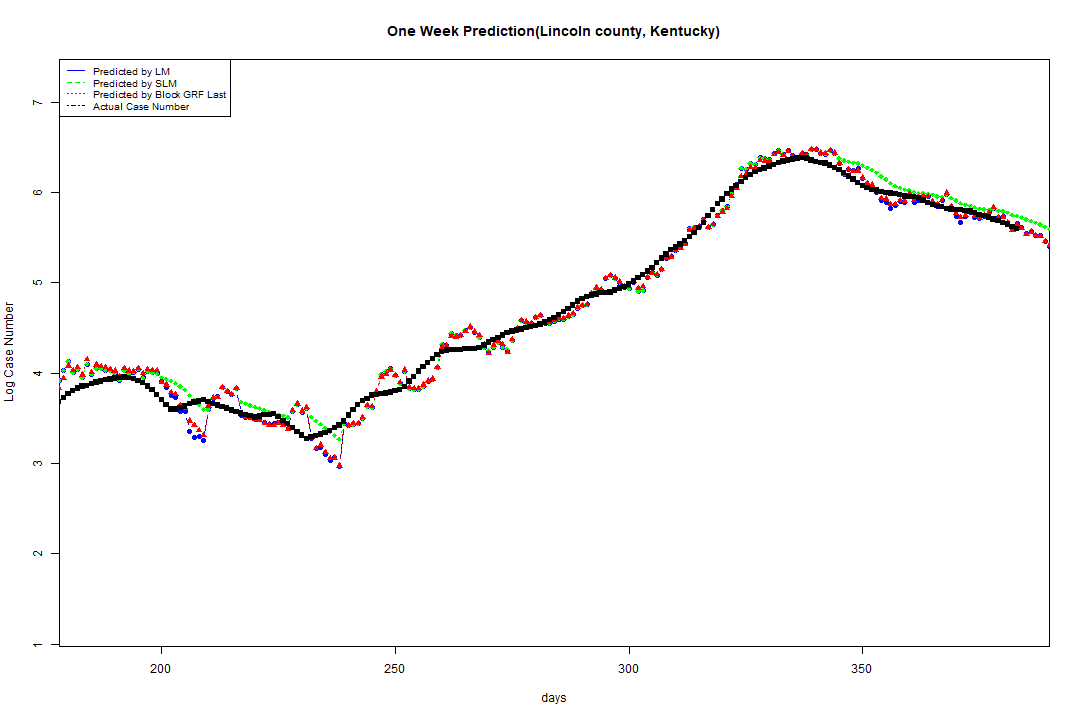 One Week Prediction(Lincoln county, Kentucky)
Predicted by LM
Predicted by SLM
Predicted by Block GRF Last
Actual Case Number
Log Case Number
7
6
5
4
3
2
1
200
250
300
350
days